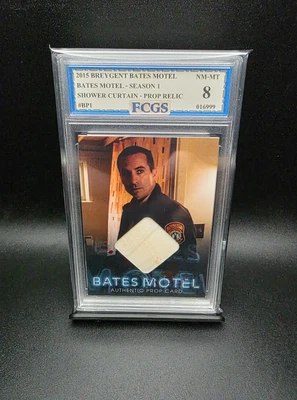 2015 BREYGENT BATES MOTEL
NM-MT
BATES MOTEL - SEASON 1
8
SHOWER CURTAIN - PROP RELIC
#BP1
FCGS
016999
BATES MOTEL
AUTHENTIC PROP CARD